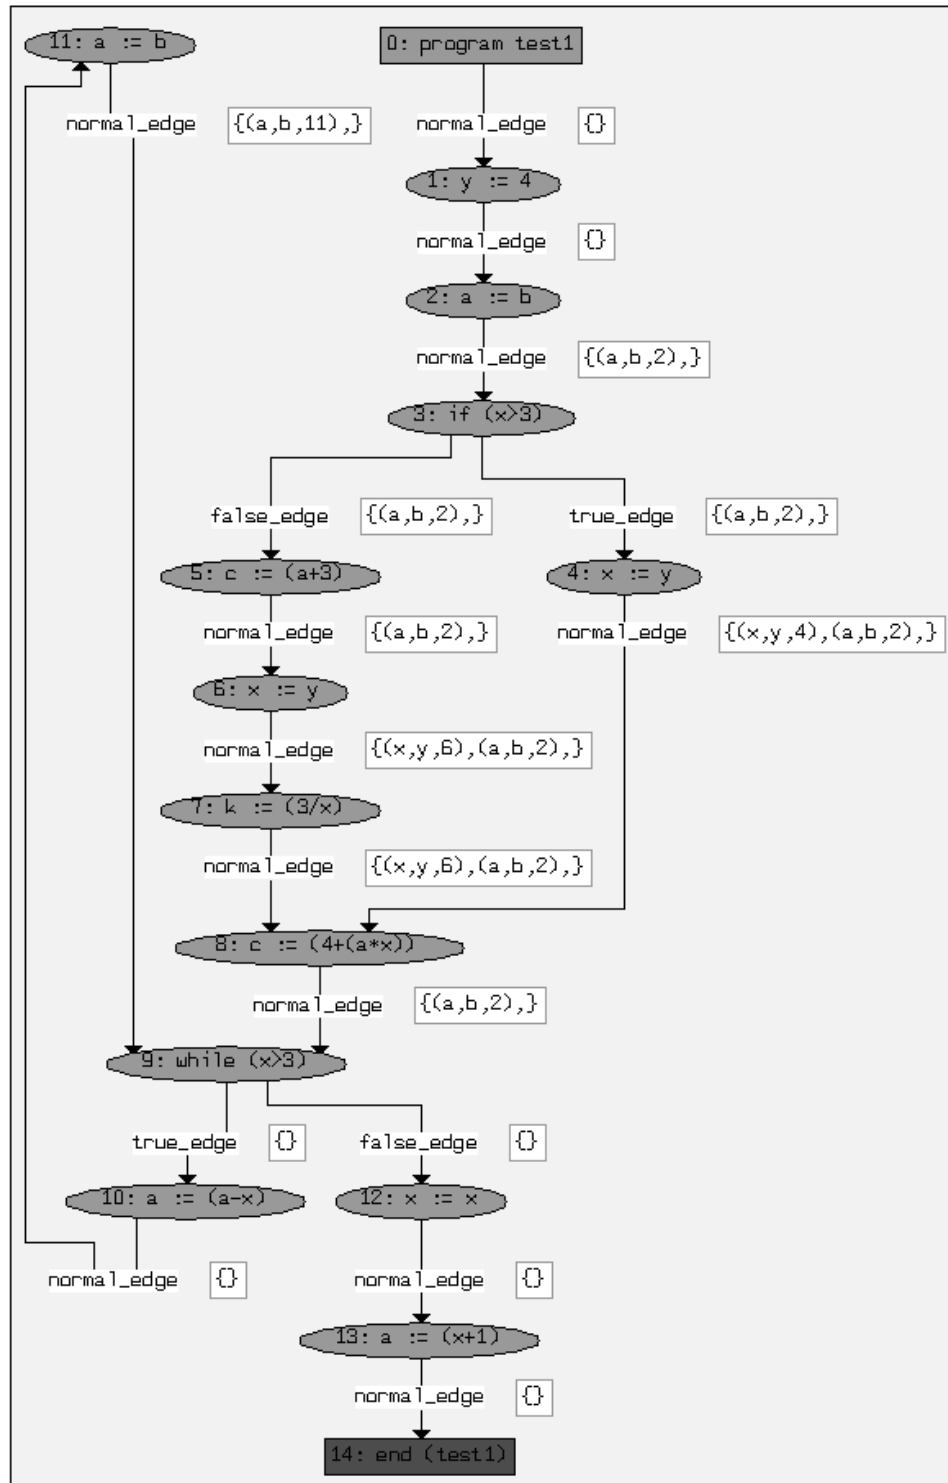 11: a := b
0: program test1
normal_edge
{(a,b,11),}
normal_edge
{}
1: y := 4
normal_edge
{}
2: a := b
normal_edge
{(a,b,2),}
3: if (x>3)
false_edge
{(a,b,2),}
true_edge
{(a,b,2),}
5: c := (a+3)
4: x := y
normal_edge
{(a,b,2),}
normal_edge
{(x,y,4),(a,b,2),}
6: x := y
normal_edge
{(x,y,6),(a,b,2),}
7: k := (3/x)
normal_edge
{(x,y,6),(a,b,2),}
8: c := (4+(a*x))
normal_edge
{(a,b,2),}
9: while (x>3)
true_edge
{}
false_edge
{}
10: a := (a-x)
12: x := x
normal_edge
{}
normal_edge
{}
13: a := (x+1)
normal_edge
{}
14: end (test1)